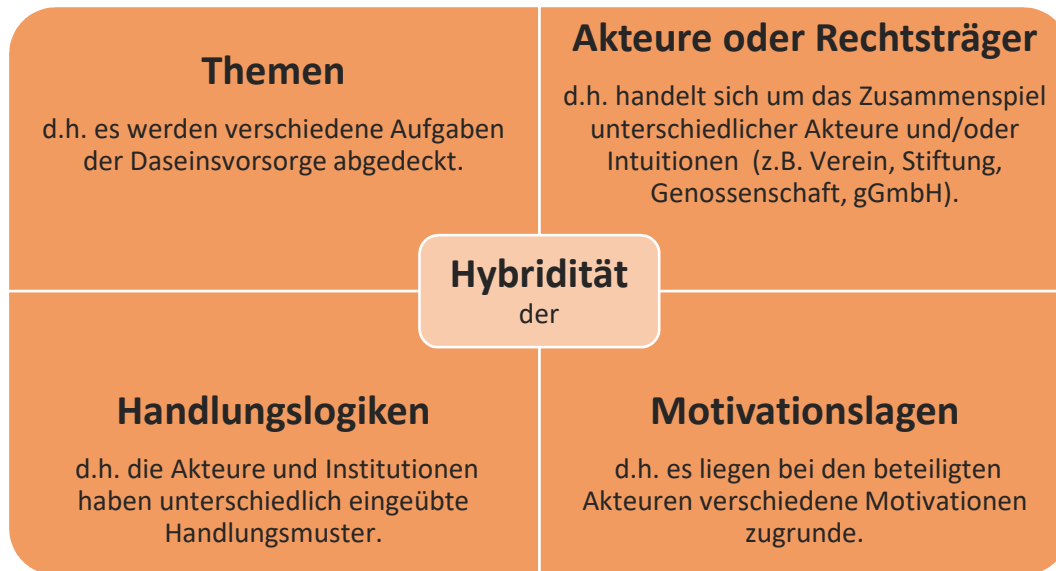 Themen
d.h. es werden verschiedene Aufgaben
der Daseinsvorsorge abgedeckt.
Akteure oder Rechtsträger
d.h. handelt sich um das Zusammenspiel
unterschiedlicher Akteure und/oder
Intuitionen (z.B. Verein, Stiftung,
Genossenschaft, gGmbH).
Hybridität
der
Handlungslogiken
d.h. die Akteure und Institutionen
haben unterschiedlich eingeübte
Handlungsmuster.
Motivationslagen
d.h. es liegen bei den beteiligten
Akteuren verschiedene Motivationen
zugrunde.